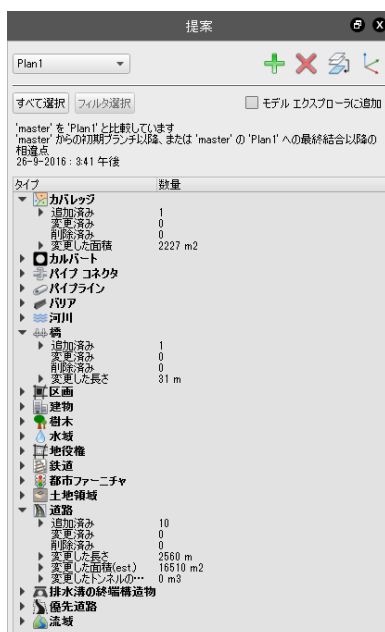 提案
Plan1
すべて選択 フィルタ選択 モデル エクスプローラに追加
'master' を 'Plan1' と比較しています
'master' からの初期ブランチ以降、または 'master' の 'Plan1' への最終結合以降の
相違点
26-9-2016 : 3:41 午後
タイプ 数量
カバレッジ
追加済み 1
変更済み 0
削除済み 0
変更した面積 2227 m2
カルバート
パイプ コネクタ
パイプライン
バリア
河川
橋
追加済み 1
変更済み 0
削除済み 0
変更した長さ 31 m
区画
建物
樹木
水域
地役権
鉄道
都市ファーニチャ
土地領域
道路
追加済み 10
変更済み 0
削除済み 0
変更した長さ 2560 m
変更した面積(est.) 16510 m2
変更したトンネルの… 0 m3
排水溝の終端構造物
優先道路
流域